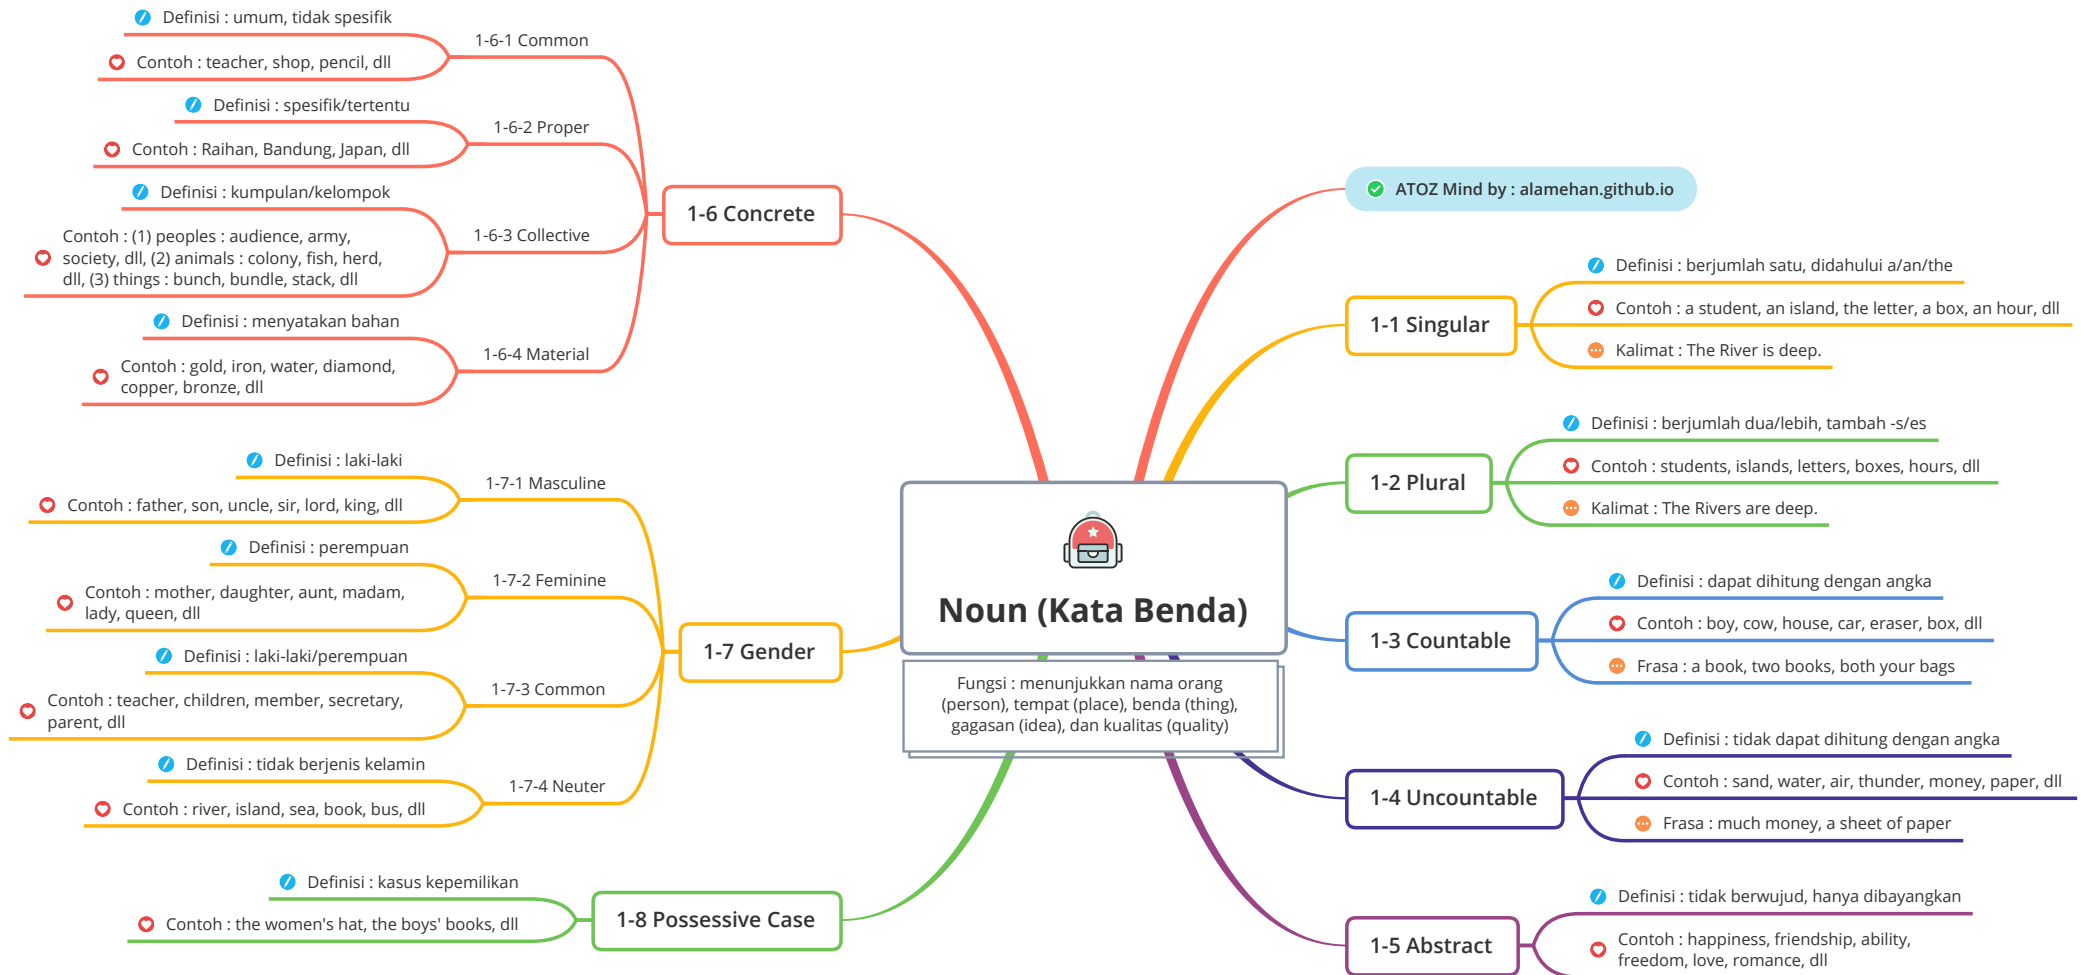 Noun (Kata Benda)
Fungsi : menunjukkan nama orang
(person), tempat (place), benda (thing),
gagasan (idea), dan kualitas (quality)
ATOZ Mind by : alamehan.github.io
1-1 Singular
Definisi : berjumlah satu, didahului a/an/the
Contoh : a student, an island, the letter, a box, an hour, dll
Kalimat : The River is deep.
1-2 Plural
Definisi : berjumlah dua/lebih, tambah -s/es
Contoh : students, islands, letters, boxes, hours, dll
Kalimat : The Rivers are deep.
1-3 Countable
Definisi : dapat dihitung dengan angka
Contoh : boy, cow, house, car, eraser, box, dll
Frasa : a book, two books, both your bags
1-4 Uncountable
Definisi : tidak dapat dihitung dengan angka
Contoh : sand, water, air, thunder, money, paper, dll
Frasa : much money, a sheet of paper
1-5 Abstract
Definisi : tidak berwujud, hanya dibayangkan
Contoh : happiness, friendship, ability,
freedom, love, romance, dll
1-6 Concrete
1-6-1 Common
Definisi : umum, tidak spesifik
Contoh : teacher, shop, pencil, dll
1-6-2 Proper
Definisi : spesifik/tertentu
Contoh : Raihan, Bandung, Japan, dll
1-6-3 Collective
Definisi : kumpulan/kelompok
Contoh : (1) peoples : audience, army,
society, dll, (2) animals : colony, fish, herd,
dll, (3) things : bunch, bundle, stack, dll
1-6-4 Material
Definisi : menyatakan bahan
Contoh : gold, iron, water, diamond,
copper, bronze, dll
1-7 Gender
1-7-1 Masculine
Definisi : laki-laki
Contoh : father, son, uncle, sir, lord, king, dll
1-7-2 Feminine
Definisi : perempuan
Contoh : mother, daughter, aunt, madam,
lady, queen, dll
1-7-3 Common
Definisi : laki-laki/perempuan
Contoh : teacher, children, member, secretary,
parent, dll
1-7-4 Neuter
Definisi : tidak berjenis kelamin
Contoh : river, island, sea, book, bus, dll
1-8 Possessive Case
Definisi : kasus kepemilikan
Contoh : the women's hat, the boys' books, dll